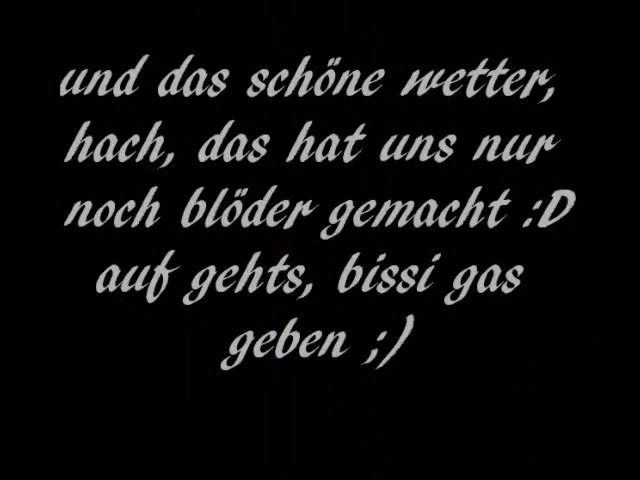 und das schöne wetter,
hach, das hat uns nur
noch blöder gemacht :D
auf gehts, bissi gas
geben ;)